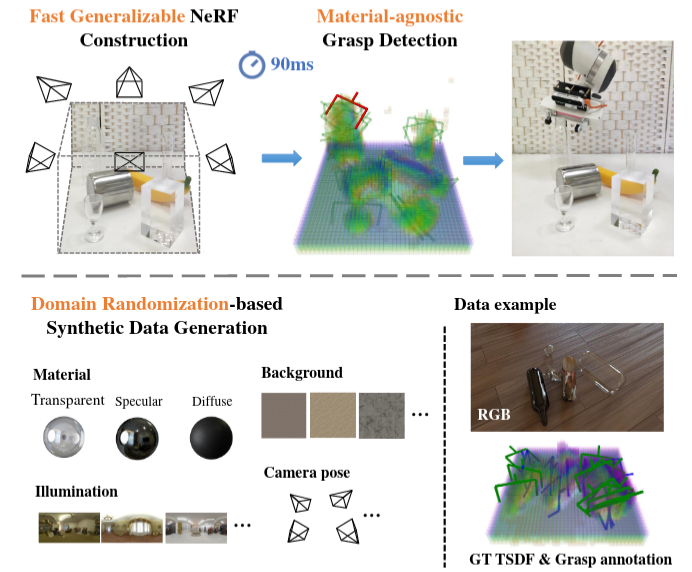 Fast Generalizable NeRF
Construction
Material-agnostic
Grasp Detection
90ms
Domain Randomization-based
Synthetic Data Generation
Data example
Material
Transparent Specular Diffuse
Background
...
RGB
Illumination
...
Camera pose
...
GT TSDF & Grasp annotation